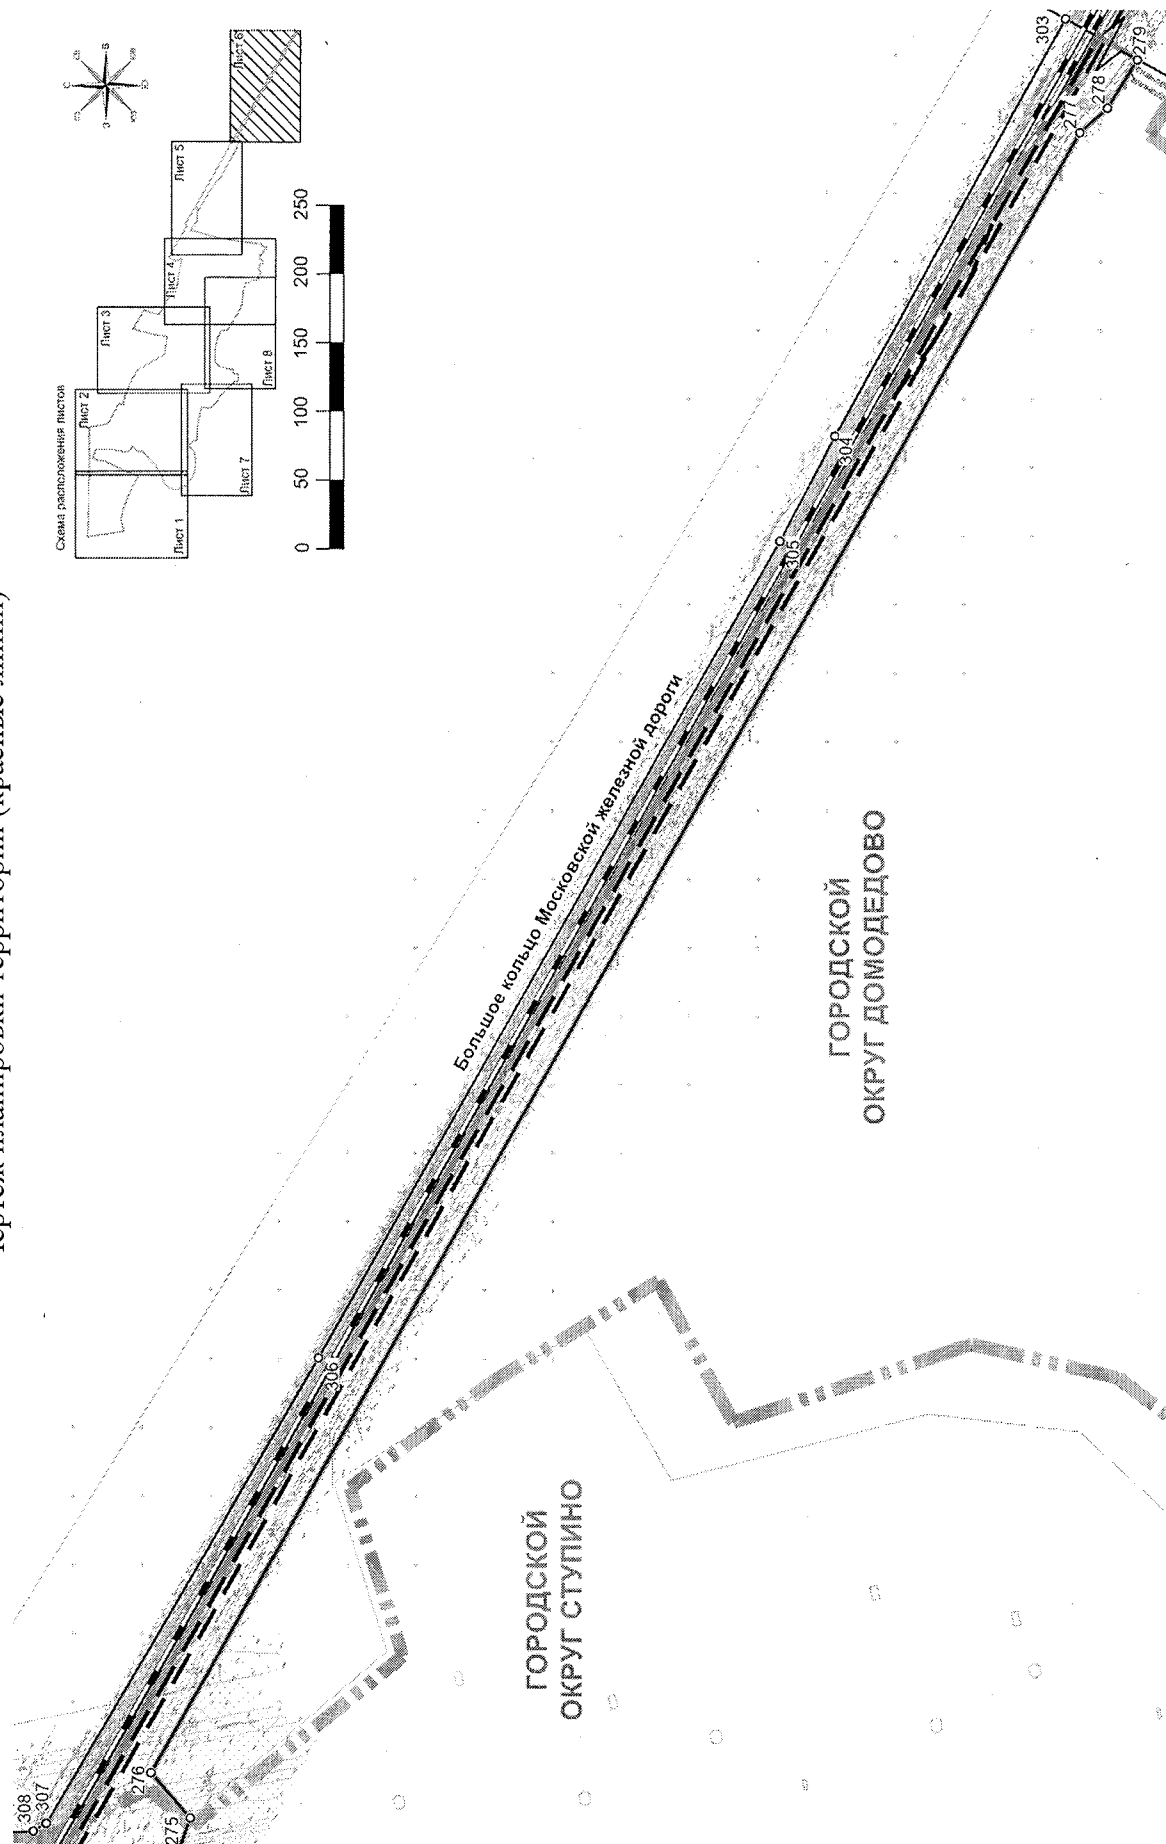 Чертеж планировки территории (красные линии)
Схема расположения листов
Лист 1
Лист 2
Лист 3
Лист 4
Лист 5
Лист 6
Лист 7
Лист 8
С
В
Ю
З
0 50 100 150 200 250
308
307
276
275
306
Большое кольцо Московской железной дороги
305
304
303
277
278
279
ГОРОДСКОЙ
ОКРУГ СТУПИНО
ГОРОДСКОЙ
ОКРУГ ДОМОДЕДОВО